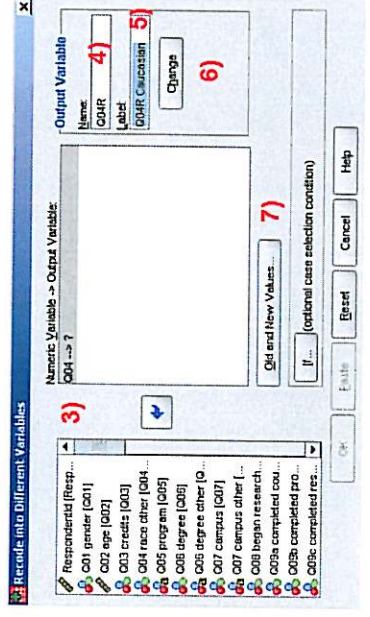 Recode into Different Variables
x
3)
Respondentid [Resp...
Q01 gender [Q01]
Q02 age [Q02]
Q03 credits [Q03]
Q04 race other [Q04...
Q05 program [Q05]
Q06 degree [Q06]
Q06 degree other [Q...
Q07 campus [Q07]
Q07 campus other [...
Q08 began research...
Q09a completed cou...
Q09b completed pro...
Q09c completed res...
Numeric Variable -> Output Variable:
Q04 --> ?
Output Variable
Name:
4)
Q04R
Label:
5)
Q04R Caucasian
Change
6)
Old and New Values...
7)
If...
(optional case selection condition)
OK
Paste
Reset
Cancel
Help